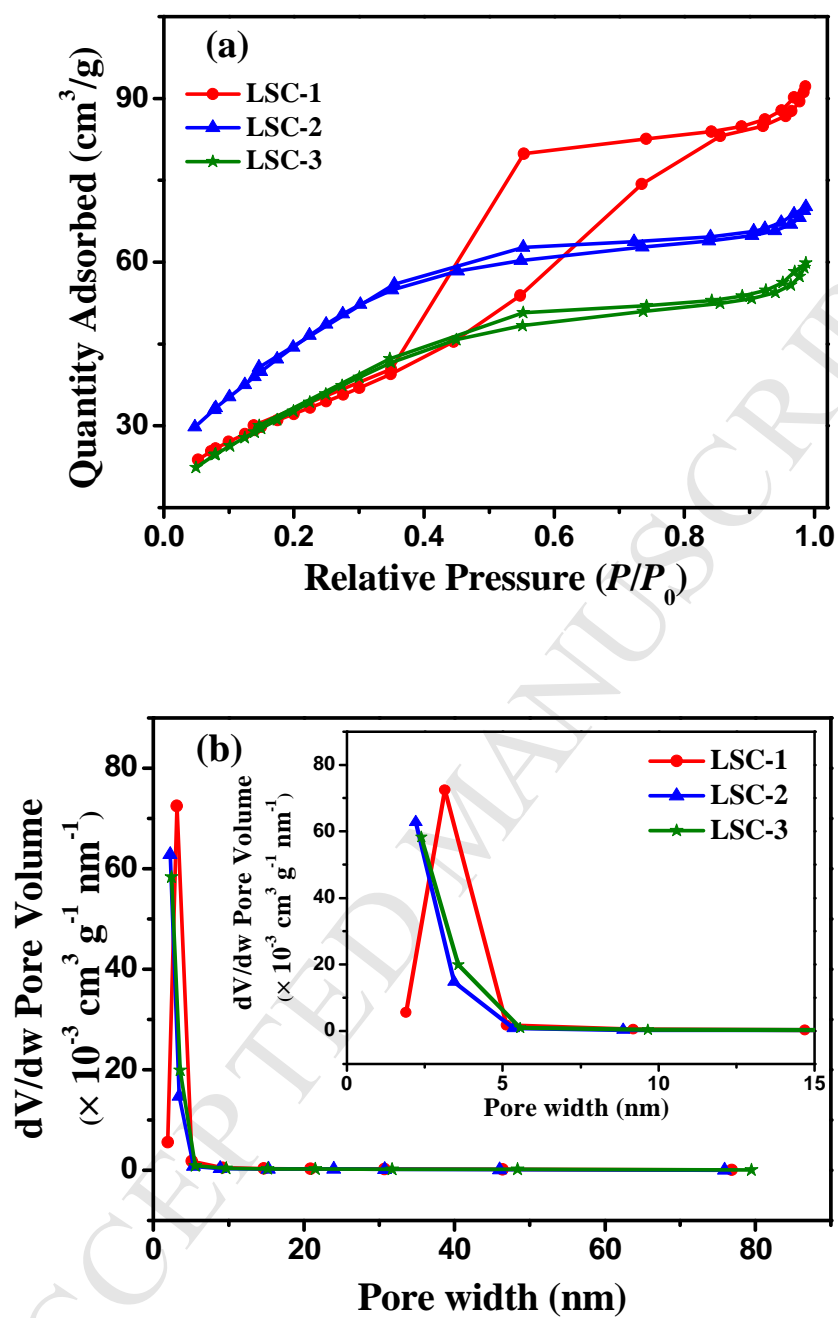 (a)
LSC-1
LSC-2
LSC-3
90
60
30
Quantity Adsorbed (cm³/g)
0.0 0.2 0.4 0.6 0.8 1.0
Relative Pressure (P/P₀)
(b)
80
60
40
20
0
dV/dw Pore Volume
(× 10⁻³ cm³ g⁻¹ nm⁻¹)
0 20 40 60 80
Pore width (nm)
LSC-1
LSC-2
LSC-3
80
60
40
20
0
dV/dw Pore Volume
(× 10⁻³ cm³ g⁻¹ nm⁻¹)
0 5 10 15
Pore width (nm)
CCEPTED MANUSCRIP